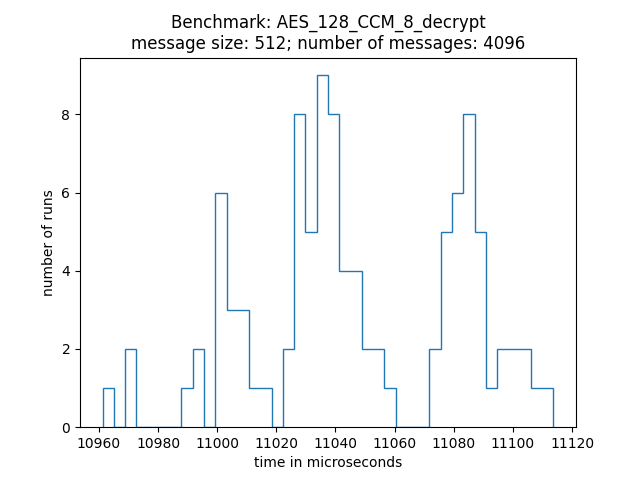 Benchmark: AES_128_CCM_8_decrypt
message size: 512; number of messages: 4096
number of runs
8
6
4
2
0
10960 10980 11000 11020 11040 11060 11080 11100 11120
time in microseconds